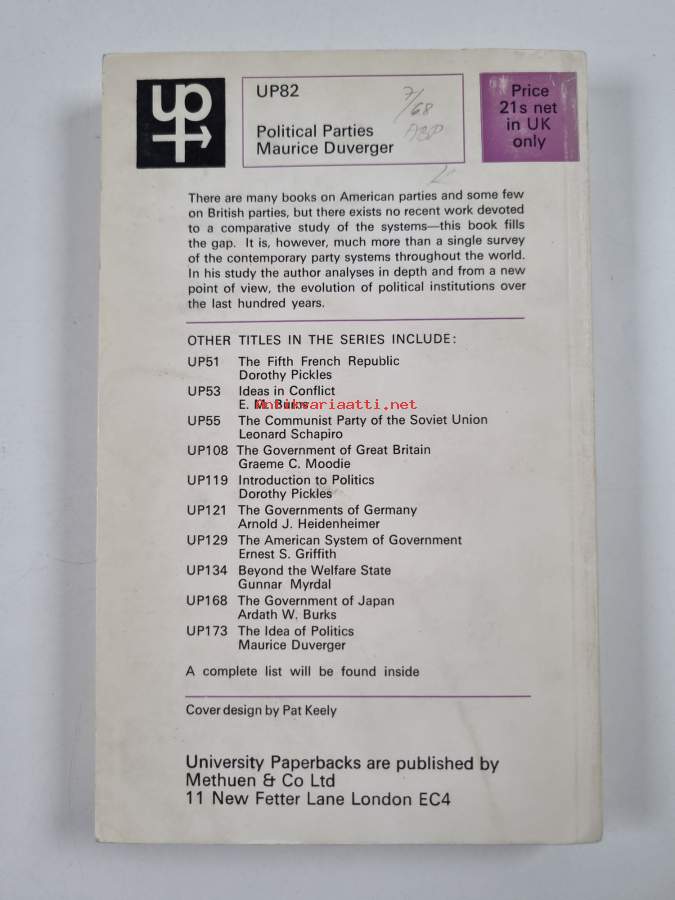 up
UP82
7/68
Political Parties
Maurice Duverger
Price
21s net
in UK
only
There are many books on American parties and some few
on British parties, but there exists no recent work devoted
to a comparative study of the systems—this book fills
the gap. It is, however, much more than a single survey
of the contemporary party systems throughout the world.
In his study the author analyses in depth and from a new
point of view, the evolution of political institutions over
the last hundred years.
OTHER TITLES IN THE SERIES INCLUDE:
UP51 The Fifth French Republic
Dorothy Pickles
UP53 Ideas in Conflict
E. M. Burns
Antikvariaatti.net
UP55 The Communist Party of the Soviet Union
Leonard Schapiro
UP108 The Government of Great Britain
Graeme C. Moodie
UP119 Introduction to Politics
Dorothy Pickles
UP121 The Governments of Germany
Arnold J. Heidenheimer
UP129 The American System of Government
Ernest S. Griffith
UP134 Beyond the Welfare State
Gunnar Myrdal
UP168 The Government of Japan
Ardath W. Burks
UP173 The Idea of Politics
Maurice Duverger
A complete list will be found inside
Cover design by Pat Keely
University Paperbacks are published by
Methuen & Co Ltd
11 New Fetter Lane London EC4